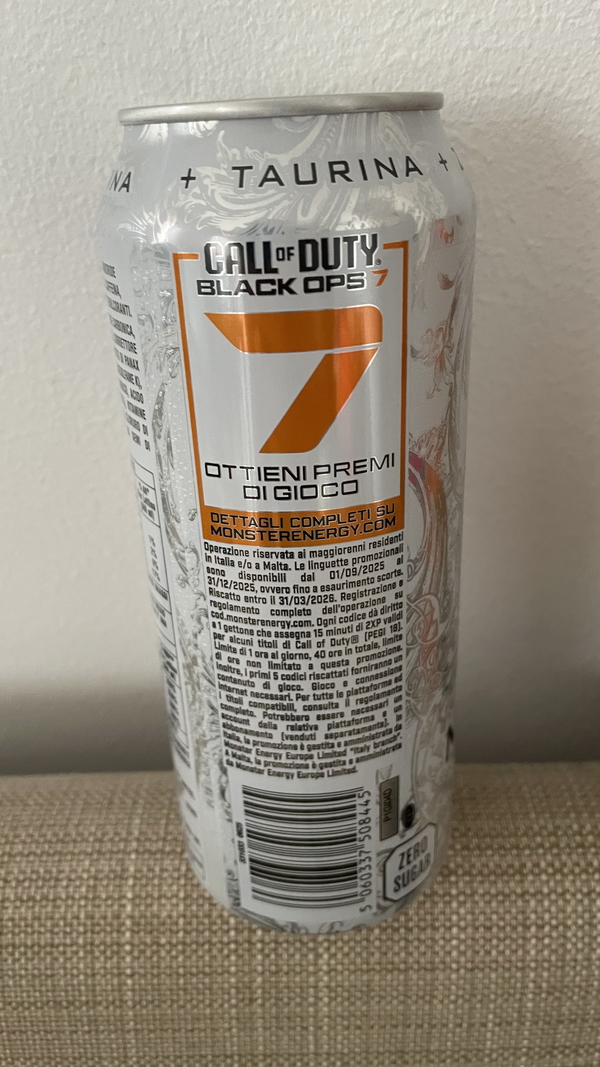 NA + TAURINA +
CALL OF DUTY®
BLACK OPS 7
7
OTTIENI PREMI
DI GIOCO
DETTAGLI COMPLETI SU
MONSTERENERGY.COM
Operazione riservata ai maggiorenni residenti
in Italia e/o a Malta. Le linguette promozionali
sono disponibili dal 01/09/2025 al
31/12/2025, ovvero fino a esaurimento scorte.
Riscatto entro il 31/03/2026. Registrazione e
regolamento completo dell'operazione su
cod.monsterenergy.com. Ogni codice dà diritto
a 1 gettone che assegna 15 minuti di 2XP validi
per alcuni titoli di Call of Duty® (PEGI 18).
Limite di 1 ora al giorno, 40 ore in totale, limite
di ore non limitato a questa promozione.
Inoltre, i primi 5 codici riscattati forniranno un
contenuto di gioco. Gioco e connessione
internet necessari. Per tutte le piattaforme ed
i titoli compatibili, consulta il regolamento
completo. Potrebbero essere necessari un
account della relativa piattaforma e un
abbonamento (venduti separatamente). In
Italia, la promozione è gestita e amministrata da
Monster Energy Europe Limited "Italy branch".
A Malta, la promozione è gestita e amministrata
da Monster Energy Europe Limited.
5 060337 508445
ZERO
SUGAR